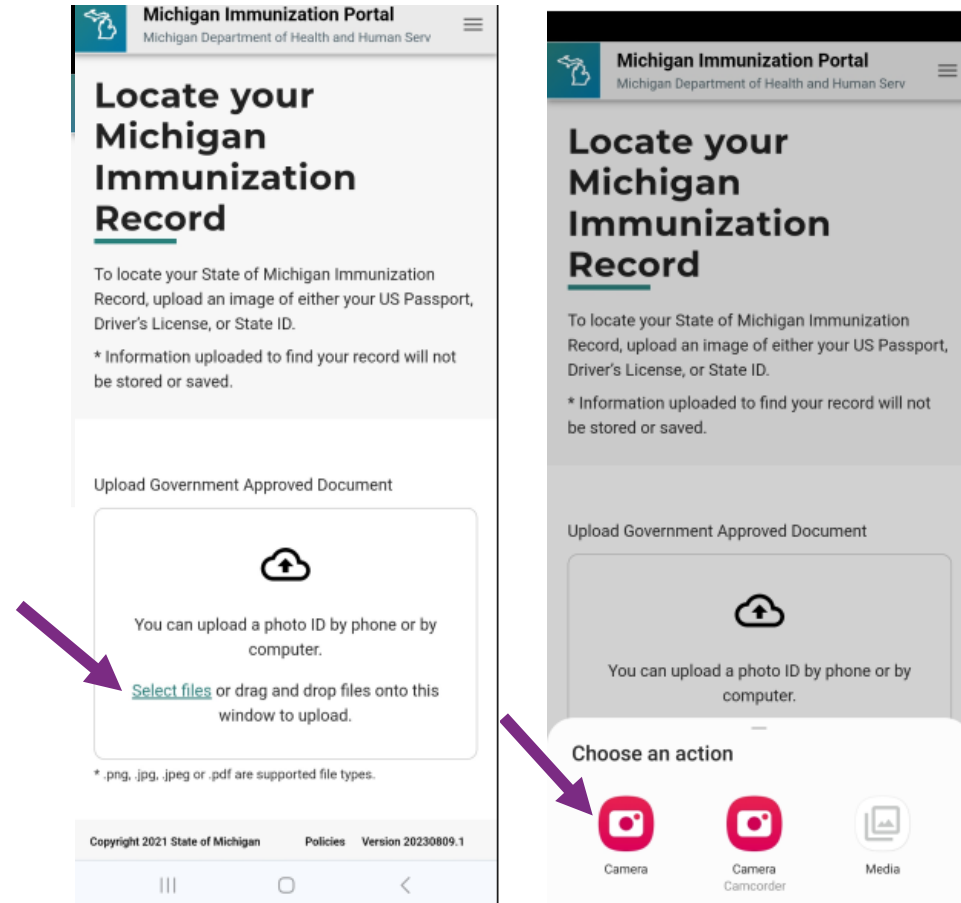 Michigan Immunization Portal
Michigan Department of Health and Human Serv
Locate your
Michigan
Immunization
Record
To locate your State of Michigan Immunization
Record, upload an image of either your US Passport,
Driver's License, or State ID.
* Information uploaded to find your record will not
be stored or saved.
Upload Government Approved Document
You can upload a photo ID by phone or by
computer.
Select files or drag and drop files onto this
window to upload.
* .png, .jpg, .jpeg or .pdf are supported file types.
Copyright 2021 State of Michigan Policies Version 20230809.1
Michigan Immunization Portal
Michigan Department of Health and Human Serv
Locate your
Michigan
Immunization
Record
To locate your State of Michigan Immunization
Record, upload an image of either your US Passport,
Driver's License, or State ID.
* Information uploaded to find your record will not
be stored or saved.
Upload Government Approved Document
You can upload a photo ID by phone or by
computer.
Choose an action
Camera
Camera
Camcorder
Media